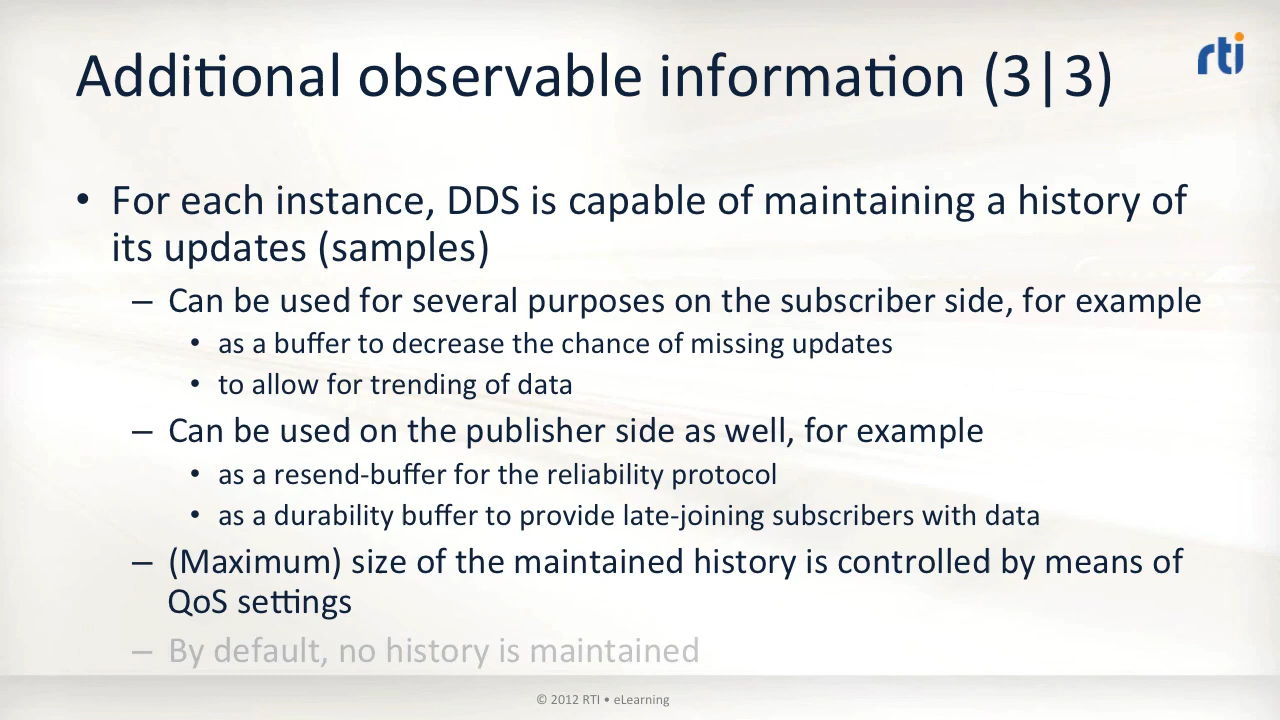 Additional observable information (3|3)
rti
• For each instance, DDS is capable of maintaining a history of
its updates (samples)
– Can be used for several purposes on the subscriber side, for example
• as a buffer to decrease the chance of missing updates
• to allow for trending of data
– Can be used on the publisher side as well, for example
• as a resend-buffer for the reliability protocol
• as a durability buffer to provide late-joining subscribers with data
– (Maximum) size of the maintained history is controlled by means of
QoS settings
– By default, no history is maintained
© 2012 RTI • eLearning